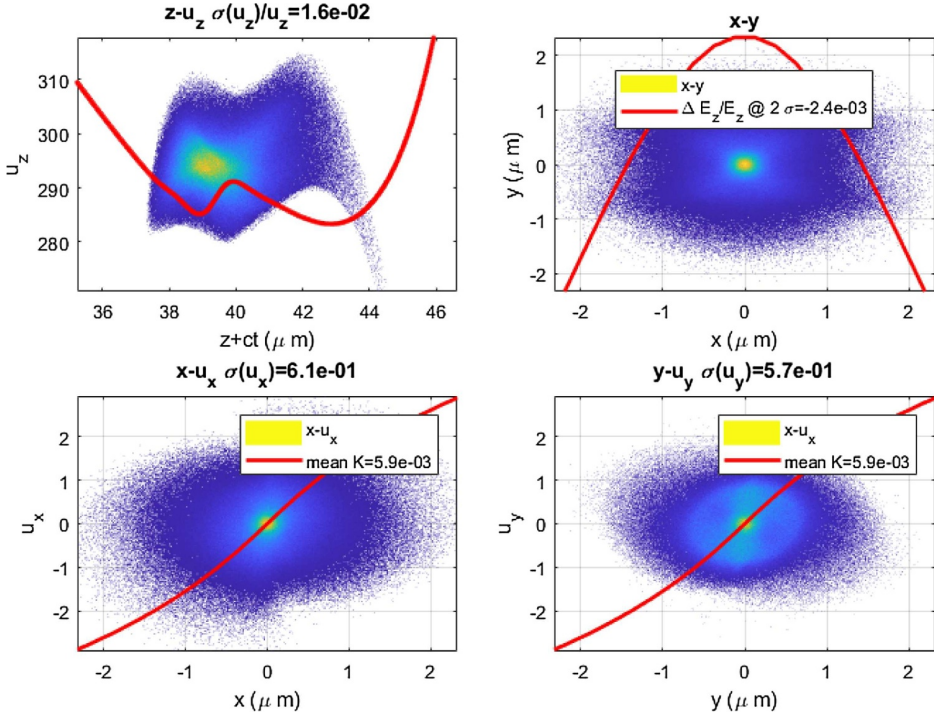 z-u_z σ(u_z)/u_z=1.6e-02
310
300
290
280
u_z
36 38 40 42 44 46
z+ct (μ m)
x-y
x-y
Δ E_z/E_z @ 2 σ=-2.4e-03
2
1
0
-1
-2
y (μ m)
-2 -1 0 1 2
x (μ m)
x-u_x σ(u_x)=6.1e-01
x-u_x
mean K=5.9e-03
2
1
0
-1
-2
u_x
-2 -1 0 1 2
x (μ m)
y-u_y σ(u_y)=5.7e-01
x-u_x
mean K=5.9e-03
2
1
0
-1
-2
u_y
-2 -1 0 1 2
y (μ m)